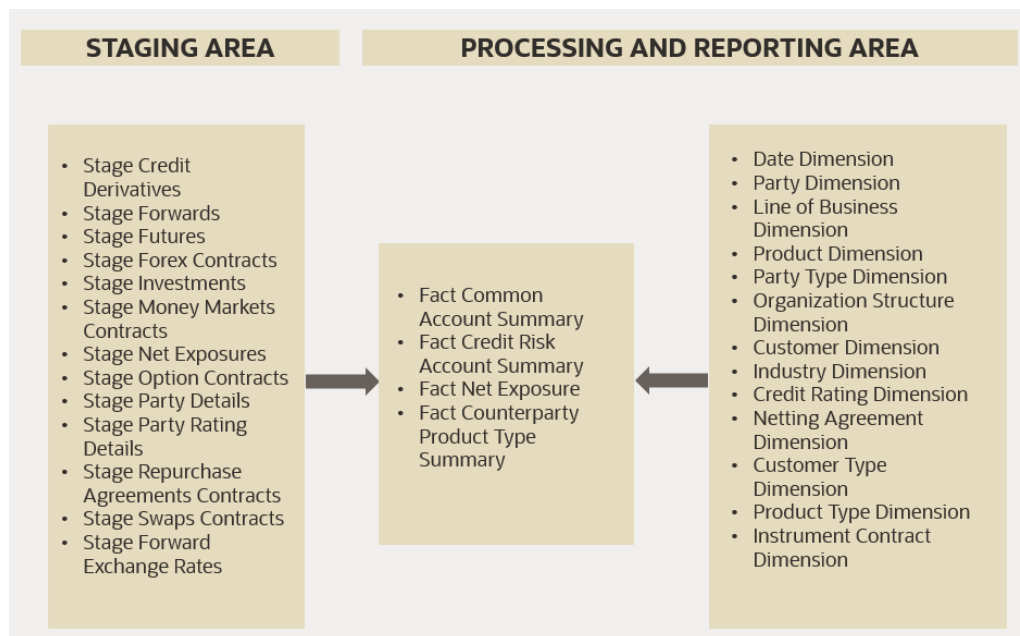 STAGING AREA
PROCESSING AND REPORTING AREA
• Stage Credit
Derivatives
• Stage Forwards
• Stage Futures
• Stage Forex Contracts
• Stage Investments
• Stage Money Markets
Contracts
• Stage Net Exposures
• Stage Option Contracts
• Stage Party Details
• Stage Party Rating
Details
• Stage Repurchase
Agreements Contracts
• Stage Swaps Contracts
• Stage Forward
Exchange Rates
• Fact Common
Account Summary
• Fact Credit Risk
Account Summary
• Fact Net Exposure
• Fact Counterparty
Product Type
Summary
• Date Dimension
• Party Dimension
• Line of Business
Dimension
• Product Dimension
• Party Type Dimension
• Organization Structure
Dimension
• Customer Dimension
• Industry Dimension
• Credit Rating Dimension
• Netting Agreement
Dimension
• Customer Type
Dimension
• Product Type Dimension
• Instrument Contract
Dimension